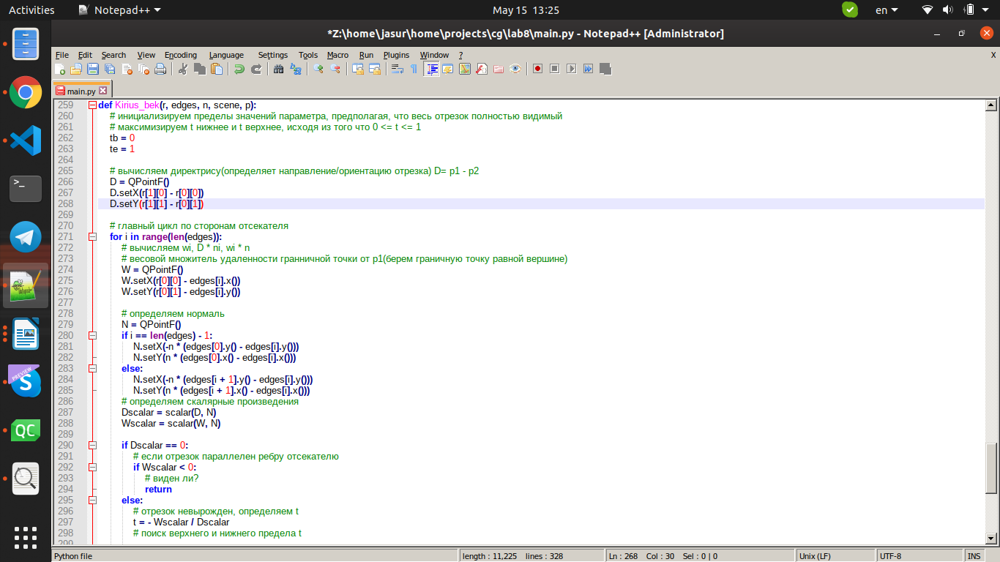 Activities Notepad++ May 15 13:25 en
*Z:\home\jasur\home\projects\cg\lab8\main.py - Notepad++ [Administrator]
File Edit Search View Encoding Language Settings Tools Macro Run Plugins Window ? X
main.py
259 def Kirius_bek(r, edges, n, scene, p):
260 # инициализируем пределы значений параметра, предполагая, что весь отрезок полностью видимый
261 # максимизируем t нижнее и t верхнее, исходя из того что 0 <= t <= 1
262 tb = 0
263 te = 1
264
265 # вычисляем директрису(определяет направление/ориентацию отрезка) D= p1 - p2
266 D = QPointF()
267 D.setX(r[1][0] - r[0][0])
268 D.setY(r[1][1] - r[0][1])
269
270 # главный цикл по сторонам отсекателя
271 for i in range(len(edges)):
272 # вычисляем wi, D * ni, wi * n
273 # весовой множитель удаленности гранничной точки от р1(берем граничную точку равной вершине)
274 W = QPointF()
275 W.setX(r[0][0] - edges[i].x())
276 W.setY(r[0][1] - edges[i].y())
277
278 # определяем нормаль
279 N = QPointF()
280 if i == len(edges) - 1:
281 N.setX(-n * (edges[0].y() - edges[i].y()))
282 N.setY(n * (edges[0].x() - edges[i].x()))
283 else:
284 N.setX(-n * (edges[i + 1].y() - edges[i].y()))
285 N.setY(n * (edges[i + 1].x() - edges[i].x()))
286 # определяем скалярные произведения
287 Dscalar = scalar(D, N)
288 Wscalar = scalar(W, N)
289
290 if Dscalar == 0:
291 # если отрезок параллелен ребру отсекателю
292 if Wscalar < 0:
293 # виден ли?
294 return
295 else:
296 # отрезок невырожден, определяем t
297 t = - Wscalar / Dscalar
298 # поиск верхнего и нижнего предела t
299
PREVIEW
QC
Python file length : 11,225 lines : 328 Ln : 268 Col : 30 Sel : 0 | 0 Unix (LF) UTF-8 INS